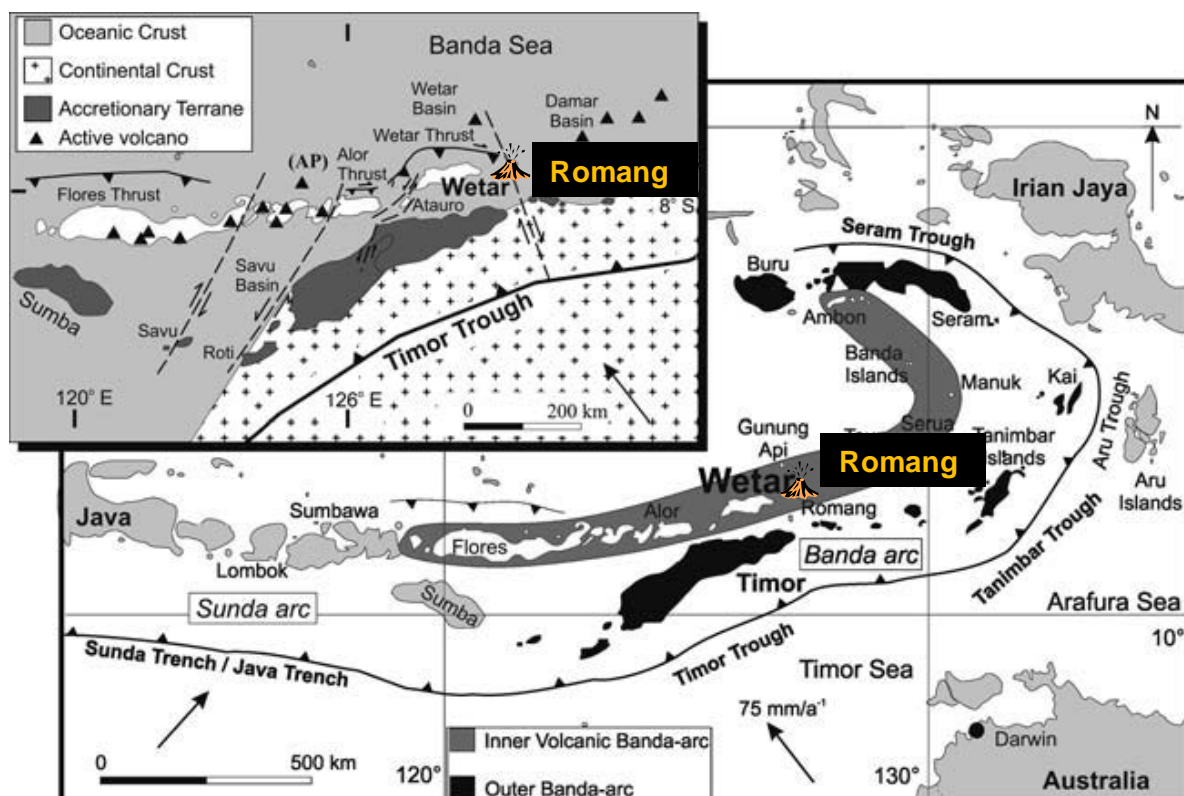 Oceanic Crust
Continental Crust
Accretionary Terrane
Active volcano
Banda Sea
Wetar
Basin
Damar
Basin
Wetar Thrust
(AP)
Alor
Thrust
Romang
Flores Thrust
Wetar
Atauro
8° S
Savu
Basin
Sumba
Savu
Roti
Timor Trough
120° E
126° E
0 200 km
N
Irian Jaya
Seram Trough
Buru
Ambon
Seram
Banda
Islands
Manuk
Kai
Aru Trough
Serua
Gunung
Api
Tanimbar
Islands
Romang
Aru
Islands
Wetar
Romang
Java
Sumbawa
Alor
Flores
Lombok
Banda arc
Tanimbar Trough
Timor
Sumba
Sunda arc
Arafura Sea
10°
Sunda Trench / Java Trench
Timor Trough
Timor Sea
75 mm/a⁻¹
0 500 km
120°
Inner Volcanic Banda-arc
Outer Banda-arc
130°
Darwin
Australia